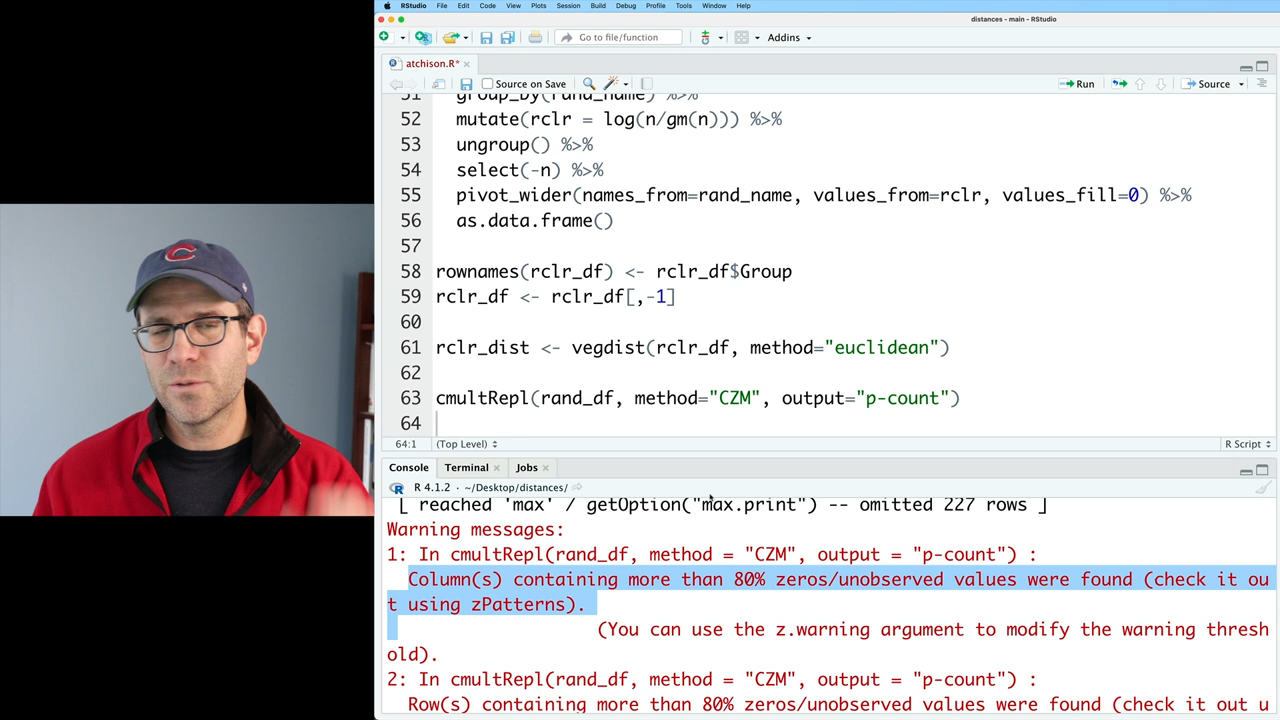 RStudio File Edit Code View Plots Session Build Debug Profile Tools Window Help
distances - main - RStudio
Go to file/function Addins
atchison.R*
Source on Save Run Source
51 group_by(rand_name) %>%
52 mutate(rclr = log(n/gm(n))) %>%
53 ungroup() %>%
54 select(-n) %>%
55 pivot_wider(names_from=rand_name, values_from=rclr, values_fill=0) %>%
56 as.data.frame()
57
58 rownames(rclr_df) <- rclr_df$Group
59 rclr_df <- rclr_df[,-1]
60
61 rclr_dist <- vegdist(rclr_df, method="euclidean")
62
63 cmultRepl(rand_df, method="CZM", output="p-count")
64
64:1 (Top Level) R Script
Console Terminal Jobs
R 4.1.2 · ~/Desktop/distances/
[ reached 'max' / getOption("max.print") -- omitted 227 rows ]
Warning messages:
1: In cmultRepl(rand_df, method = "CZM", output = "p-count") :
Column(s) containing more than 80% zeros/unobserved values were found (check it ou
t using zPatterns).
(You can use the z.warning argument to modify the warning thresh
old).
2: In cmultRepl(rand_df, method = "CZM", output = "p-count") :
Row(s) containing more than 80% zeros/unobserved values were found (check it out u